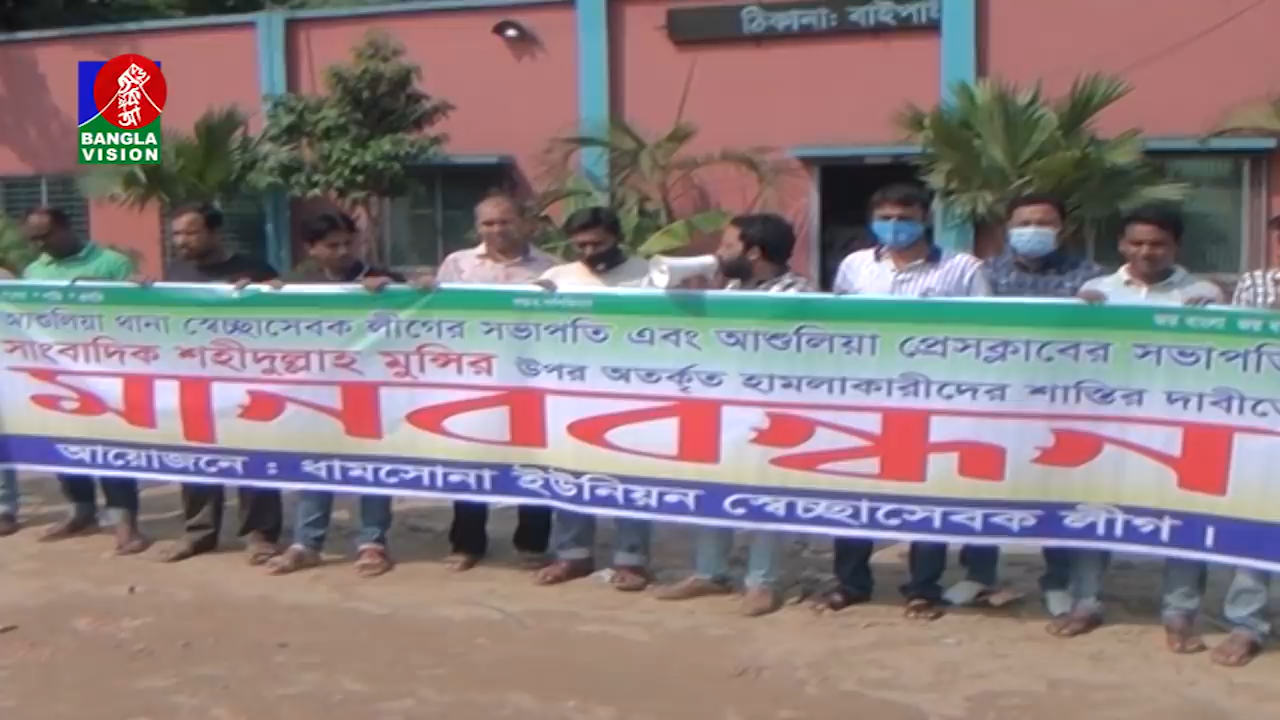 ঠিকানা: বাইপাই
BANGLA
VISION
আশুলিয়া থানা স্বেচ্ছাসেবক লীগের সভাপতি এবং আশুলিয়া প্রেসক্লাবের সভাপতি
সাংবাদিক শহীদুল্লাহ মুন্সির উপর অতর্কৃত হামলাকারীদের শাস্তির দাবীতে
মানববন্ধন
আয়োজনে : ধামসোনা ইউনিয়ন স্বেচ্ছাসেবক লীগ।